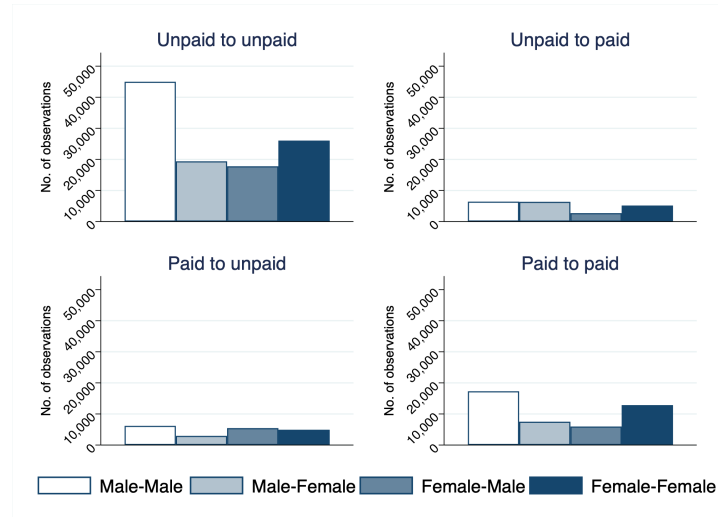 Unpaid to unpaid
No. of observations
50,000
40,000
30,000
20,000
10,000
0
Unpaid to paid
No. of observations
50,000
40,000
30,000
20,000
10,000
0
Paid to unpaid
No. of observations
50,000
40,000
30,000
20,000
10,000
0
Paid to paid
No. of observations
50,000
40,000
30,000
20,000
10,000
0
Male-Male Male-Female Female-Male Female-Female